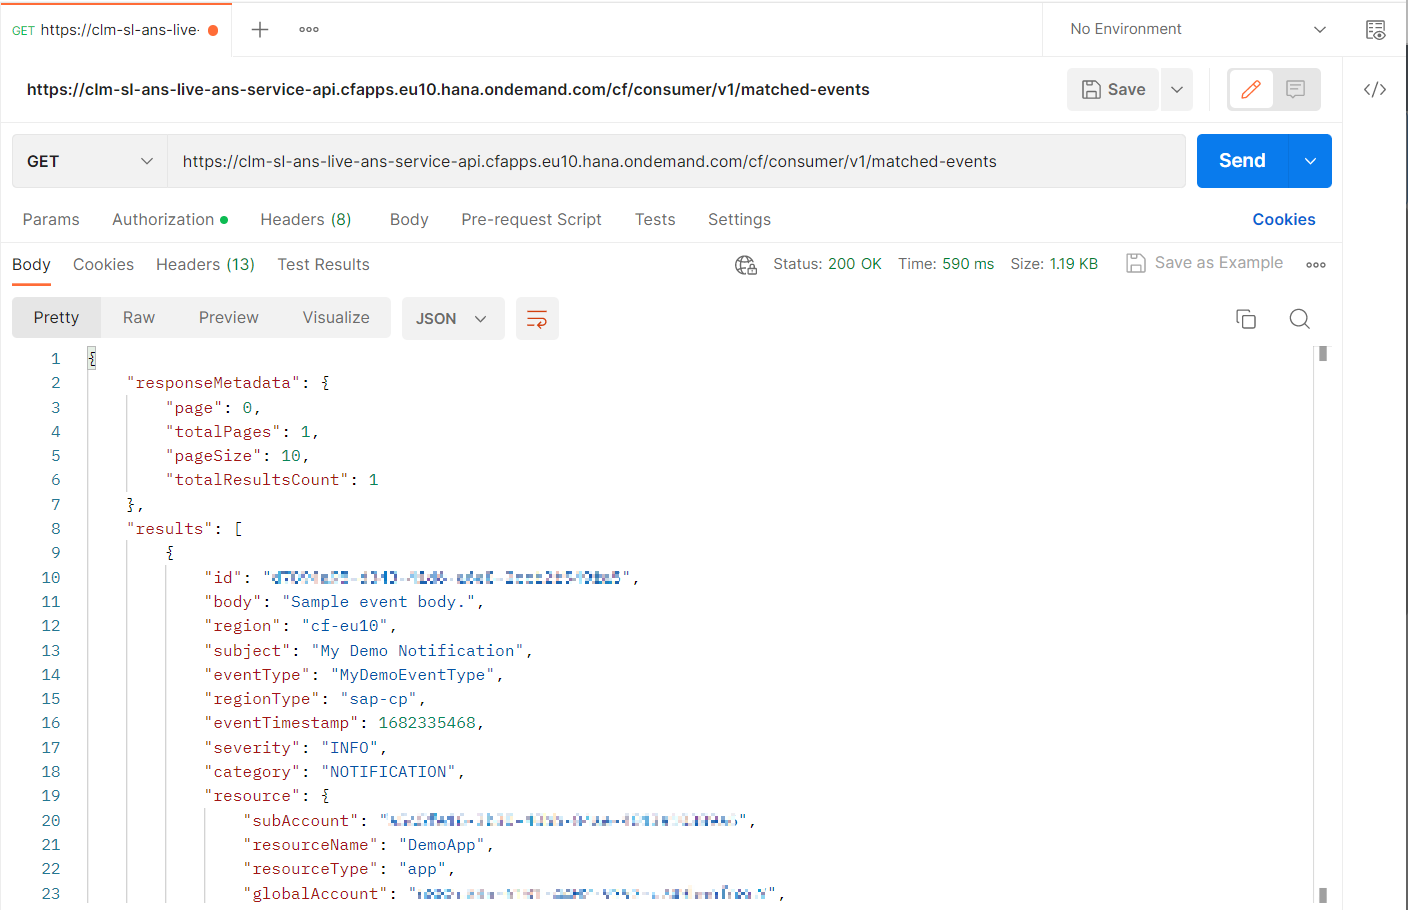 GET https://clm-sl-ans-live-
No Environment
https://clm-sl-ans-live-ans-service-api.cfapps.eu10.hana.ondemand.com/cf/consumer/v1/matched-events
Save
GET
https://clm-sl-ans-live-ans-service-api.cfapps.eu10.hana.ondemand.com/cf/consumer/v1/matched-events
Send
Params Authorization Headers (8) Body Pre-request Script Tests Settings Cookies
Body Cookies Headers (13) Test Results Status: 200 OK Time: 590 ms Size: 1.19 KB Save as Example
Pretty Raw Preview Visualize JSON
1 {
2 "responseMetadata": {
3 "page": 0,
4 "totalPages": 1,
5 "pageSize": 10,
6 "totalResultsCount": 1
7 },
8 "results": [
9 {
10 "id": "",
11 "body": "Sample event body.",
12 "region": "cf-eu10",
13 "subject": "My Demo Notification",
14 "eventType": "MyDemoEventType",
15 "regionType": "sap-cp",
16 "eventTimestamp": 1682335468,
17 "severity": "INFO",
18 "category": "NOTIFICATION",
19 "resource": {
20 "subAccount": "",
21 "resourceName": "DemoApp",
22 "resourceType": "app",
23 "globalAccount": "",